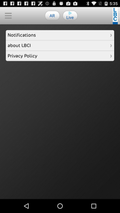 5:35
All
Live
Notifications
about LBCI
Privacy Policy